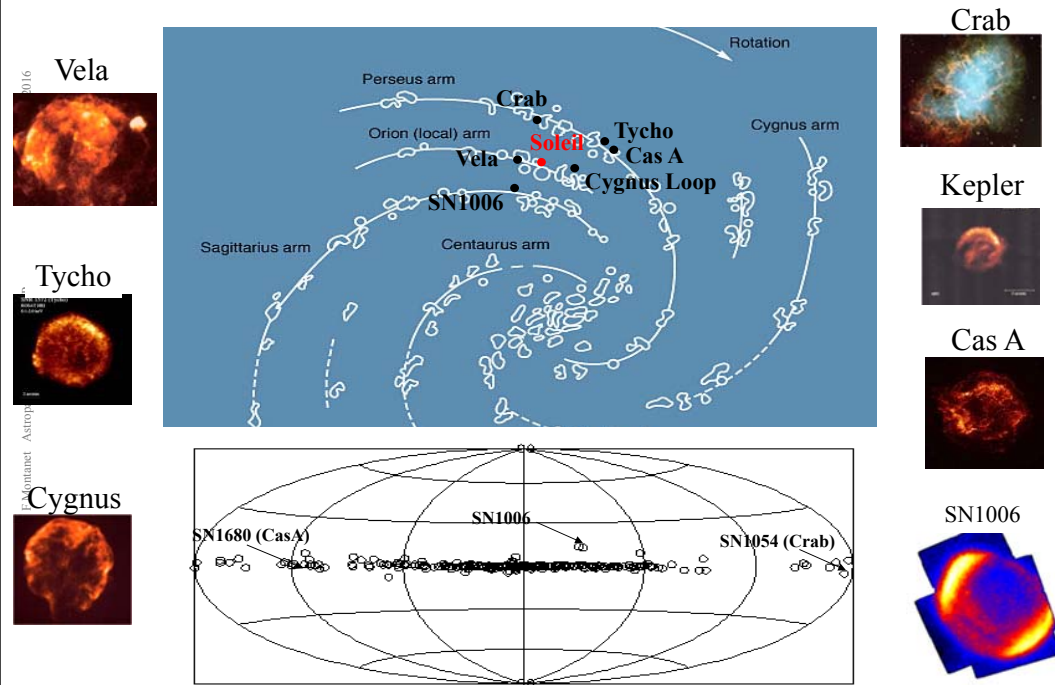 Vela
Tycho
Cygnus
2016
F.Montanet Astrop
Rotation
Perseus arm
Crab
Orion (local) arm
Soleil
Tycho
Cas A
Cygnus arm
Vela
Cygnus Loop
SN1006
Sagittarius arm
Centaurus arm
SN1006
SN1680 (CasA)
SN1054 (Crab)
Crab
Kepler
Cas A
SN1006